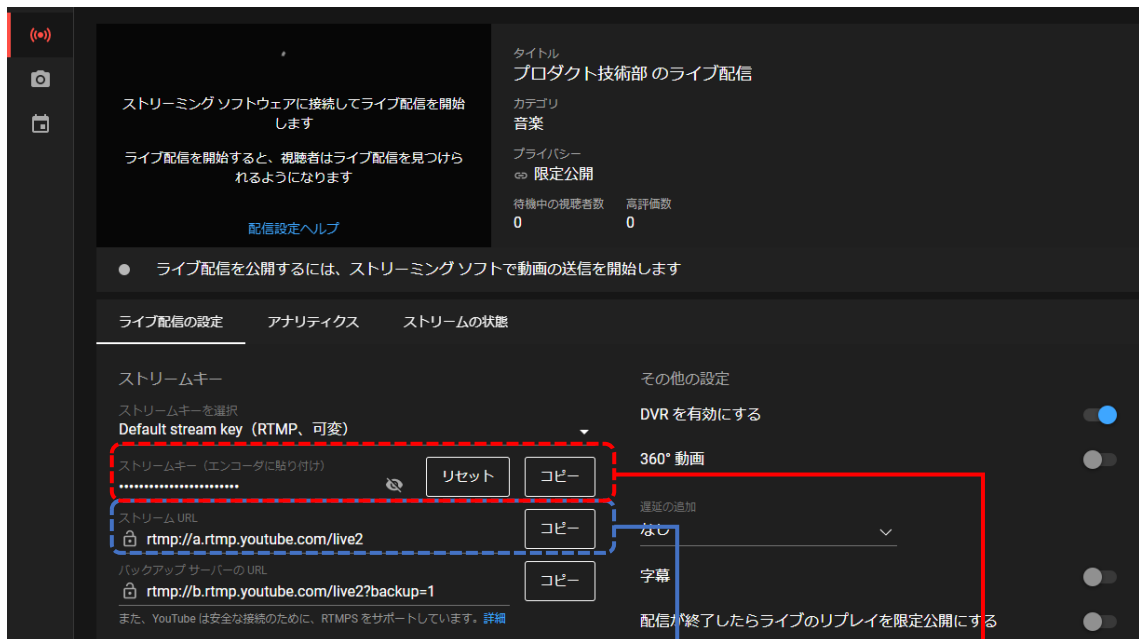 タイトル
プロダクト技術部 のライブ配信
ストリーミング ソフトウェアに接続してライブ配信を開始
します
ライブ配信を開始すると、視聴者はライブ配信を見つけら
れるようになります
配信設定ヘルプ
カテゴリ
音楽
プライバシー
限定公開
待機中の視聴者数 高評価数
0 0
ライブ配信を公開するには、ストリーミング ソフトで動画の送信を開始します
ライブ配信の設定 アナリティクス ストリームの状態
ストリームキー
ストリームキーを選択
Default stream key（RTMP、可変）
ストリームキー（エンコーダに貼り付け）
••••••••••••••••••••••••
リセット コピー
ストリーム URL
rtmp://a.rtmp.youtube.com/live2
コピー
バックアップ サーバーの URL
rtmp://b.rtmp.youtube.com/live2?backup=1
コピー
また、YouTube は安全な接続のために、RTMPS をサポートしています。詳細
その他の設定
DVR を有効にする
360° 動画
遅延の追加
なし
字幕
配信が終了したらライブのリプレイを限定公開にする